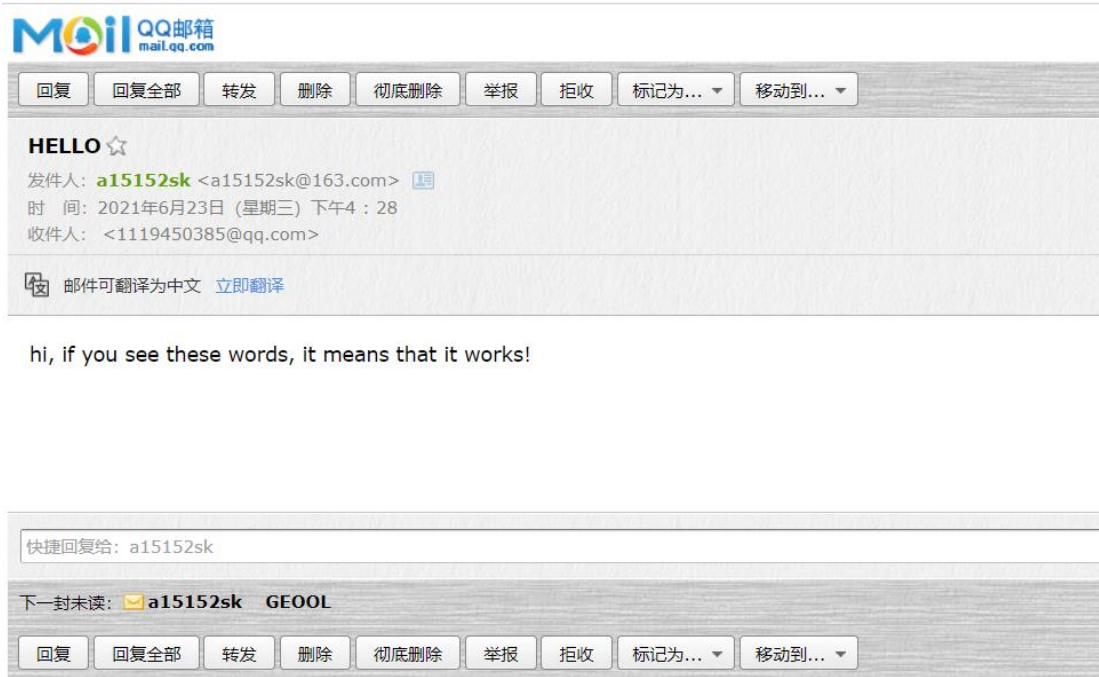 Mail QQ邮箱
mail.qq.com
回复 回复全部 转发 删除 彻底删除 举报 拒收 标记为... 移动到...
HELLO
发件人: a15152sk <a15152sk@163.com>
时 间: 2021年6月23日 (星期三) 下午4 : 28
收件人: <1119450385@qq.com>
邮件可翻译为中文 立即翻译
hi, if you see these words, it means that it works!
快捷回复给: a15152sk
下一封未读: a15152sk GEOOL
回复 回复全部 转发 删除 彻底删除 举报 拒收 标记为... 移动到...